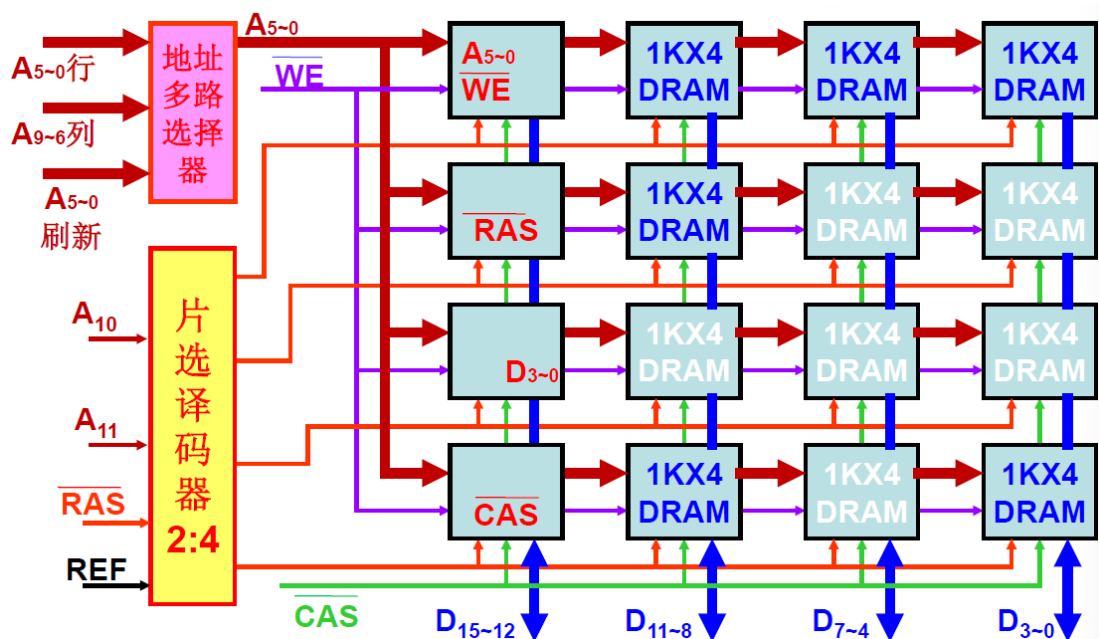 A5~0行
A9~6列
A5~0
刷新
地址
多路
选择
器
A5~0
WE
A10
A11
RAS
REF
片
选
译
码
器
2:4
A5~0
WE
1KX4
DRAM
1KX4
DRAM
1KX4
DRAM
RAS
1KX4
DRAM
1KX4
DRAM
1KX4
DRAM
D3~0
1KX4
DRAM
1KX4
DRAM
1KX4
DRAM
CAS
1KX4
DRAM
1KX4
DRAM
1KX4
DRAM
CAS
D15~12
D11~8
D7~4
D3~0